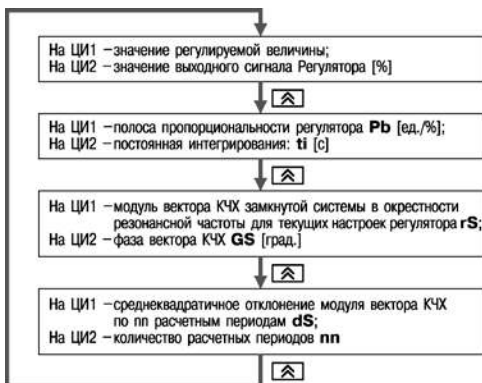 На ЦИ1 – значение регулируемой величины;
На ЦИ2 – значение выходного сигнала Регулятора [%]
На ЦИ1 – полоса пропорциональности регулятора Pb [ед./%];
На ЦИ2 – постоянная интегрирования: ti [с]
На ЦИ1 – модуль вектора КЧХ замкнутой системы в окрестности
резонансной частоты для текущих настроек регулятора rS;
На ЦИ2 – фаза вектора КЧХ GS [град.]
На ЦИ1 – среднеквадратичное отклонение модуля вектора КЧХ
по nn расчетным периодам dS;
На ЦИ2 – количество расчетных периодов nn